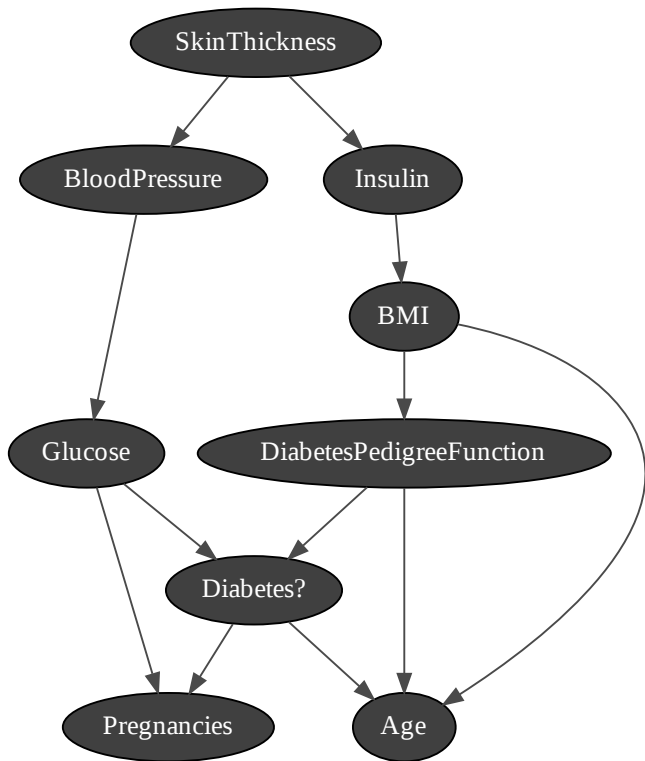 SkinThickness
BloodPressure
Insulin
BMI
Glucose
DiabetesPedigreeFunction
Diabetes?
Pregnancies
Age